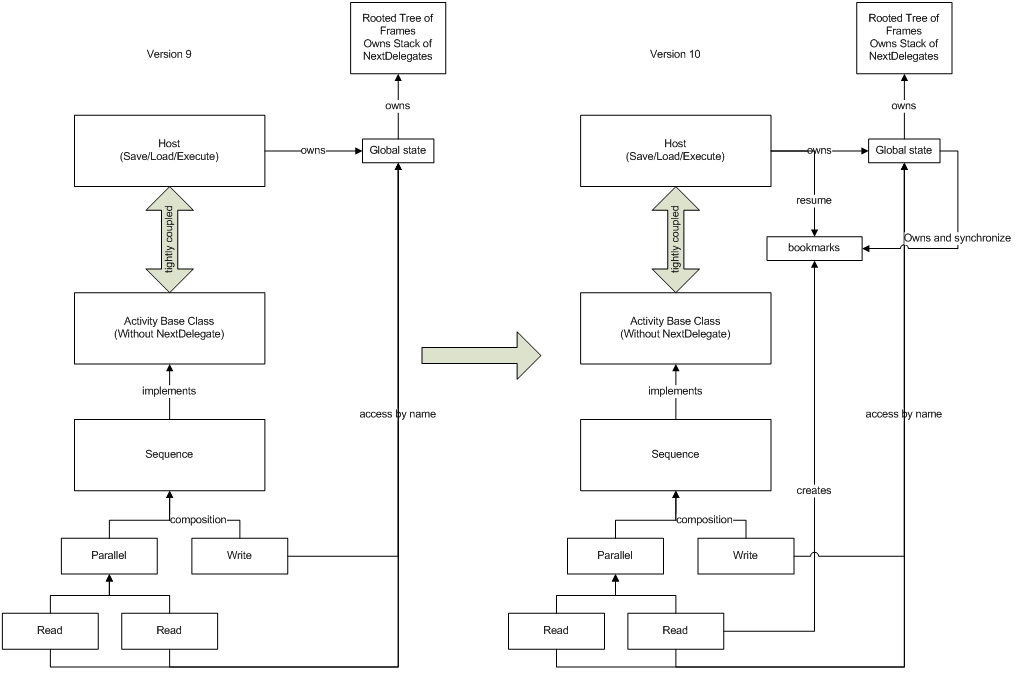 Rooted Tree of
Frames
Owns Stack of
NextDelegates
Version 9
owns
Host
(Save/Load/Execute)
owns
Global state
tightly coupled
Activity Base Class
(Without NextDelegate)
implements
access by name
Sequence
composition
Parallel
Write
Read
Read
Rooted Tree of
Frames
Owns Stack of
NextDelegates
Version 10
owns
Host
(Save/Load/Execute)
owns
Global state
resume
tightly coupled
bookmarks
Owns and synchronize
Activity Base Class
(Without NextDelegate)
implements
access by name
Sequence
creates
composition
Parallel
Write
Read
Read